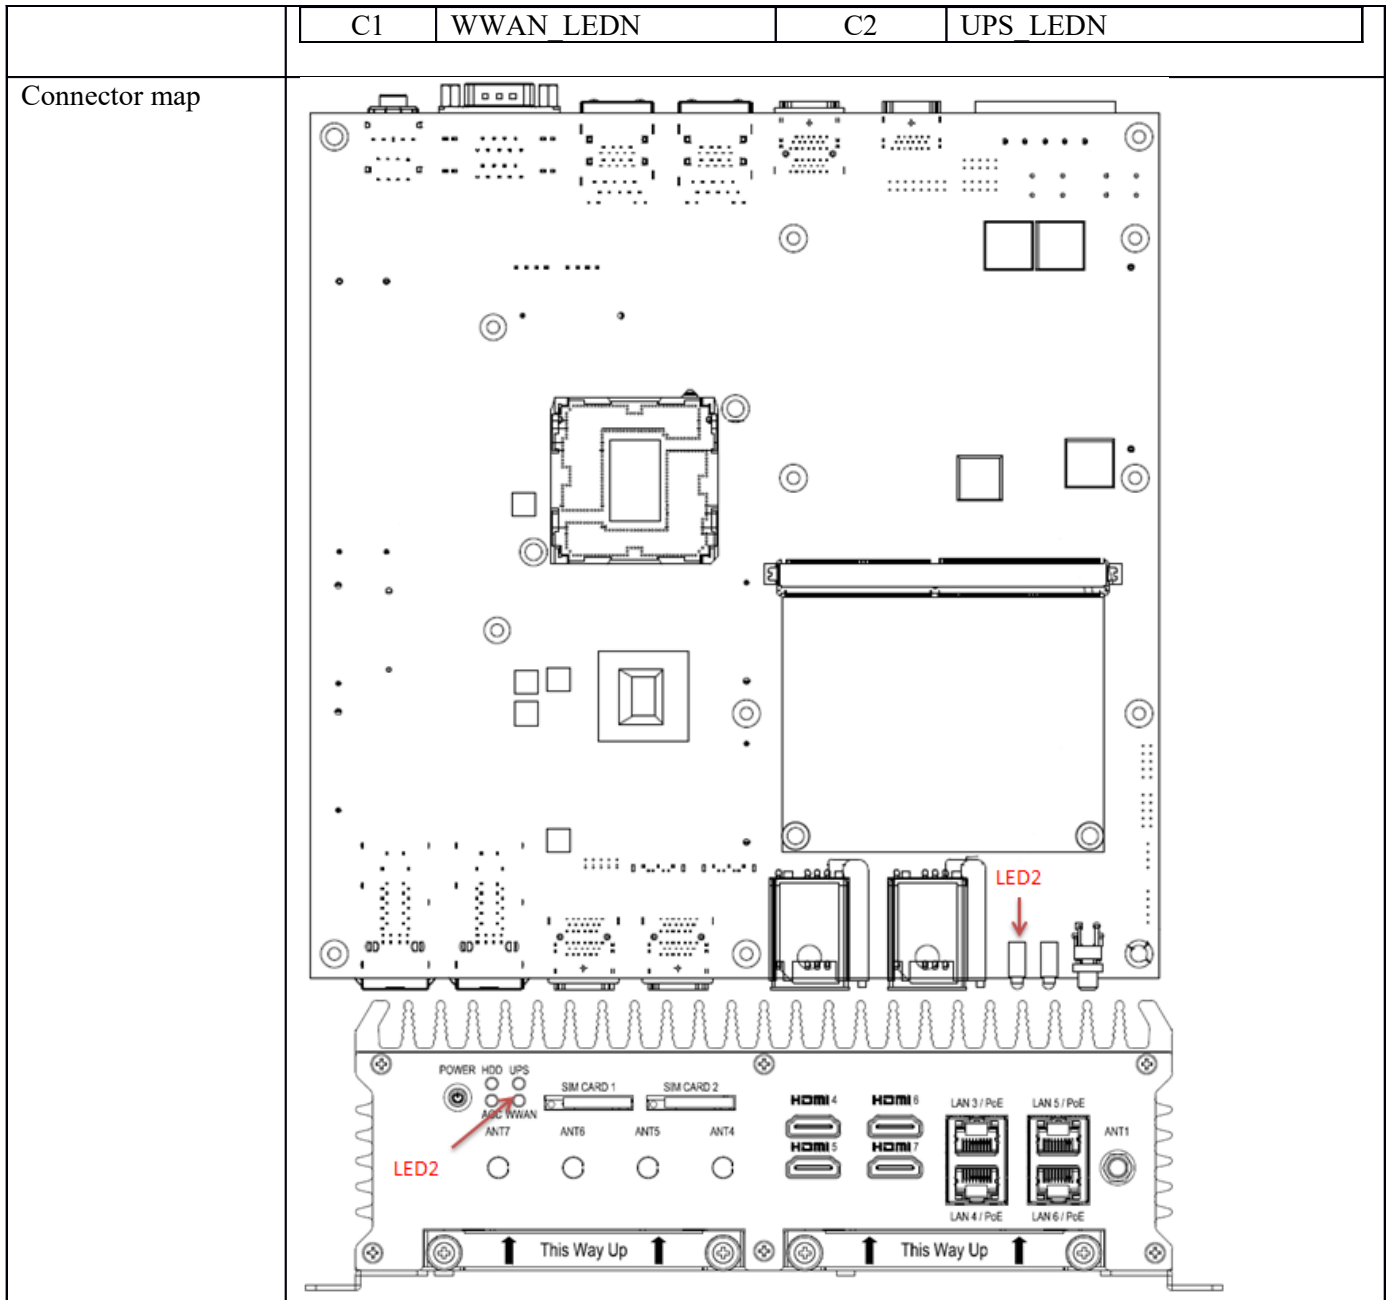 C1 WWAN_LEDN C2 UPS_LEDN
Connector map
LED2
POWER HDD UPS
SIM CARD 1 SIM CARD 2
HDMI 4 HDMI 6 LAN 3 / PoE LAN 5 / PoE
WWAN
ANT7 ANT6 ANT5 ANT4 ANT1
HDMI 5 HDMI 7
LED2
LAN 4 / PoE LAN 6 / PoE
This Way Up This Way Up